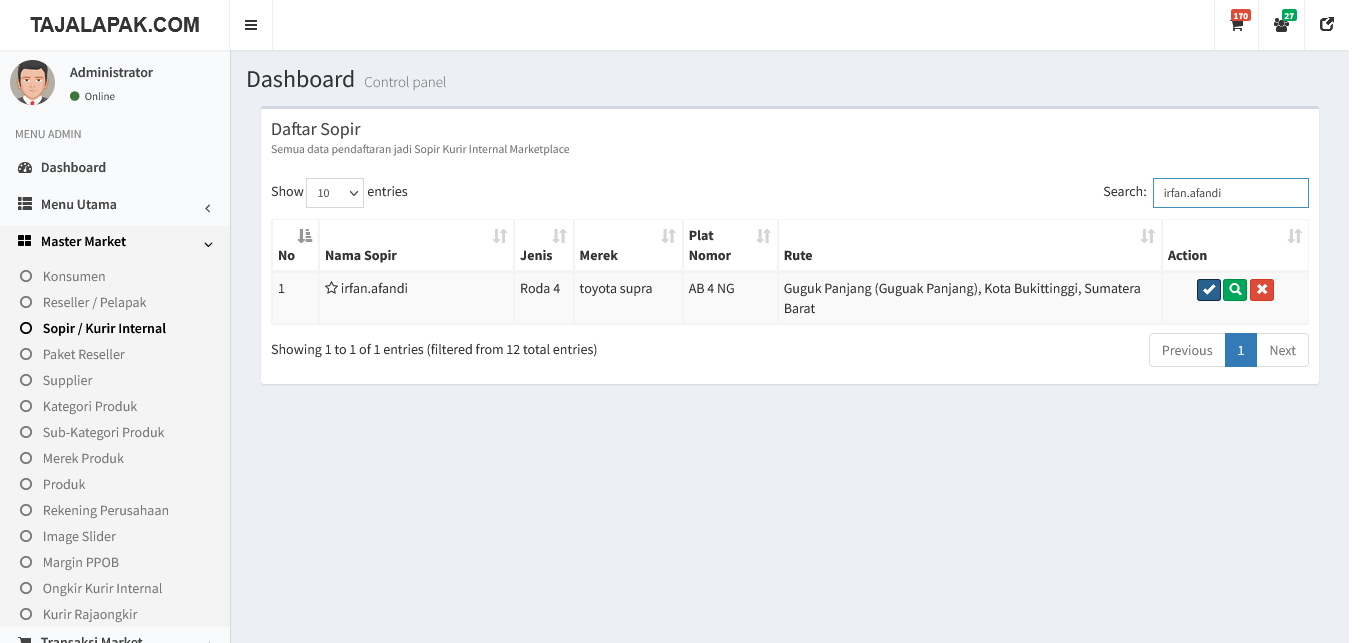 TAJALAPAK.COM
170
27
Administrator
Online
MENU ADMIN
Dashboard
Menu Utama
Master Market
Konsumen
Reseller / Pelapak
Sopir / Kurir Internal
Paket Reseller
Supplier
Kategori Produk
Sub-Kategori Produk
Merek Produk
Produk
Rekening Perusahaan
Image Slider
Margin PPOB
Ongkir Kurir Internal
Kurir Rajaongkir
Transaksi Market
Dashboard Control panel
Daftar Sopir
Semua data pendaftaran jadi Sopir Kurir Internal Marketplace
Show 10 entries Search: irfan.afandi
No Nama Sopir Jenis Merek Plat Nomor Rute Action
1 irfan.afandi Roda 4 toyota supra AB 4 NG Guguk Panjang (Guguak Panjang), Kota Bukittinggi, Sumatera
Barat
Showing 1 to 1 of 1 entries (filtered from 12 total entries) Previous 1 Next